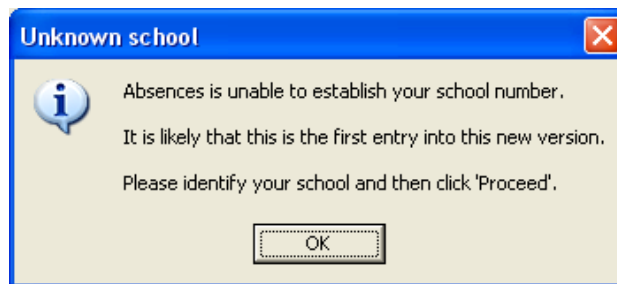 Unknown school
Absences is unable to establish your school number.
It is likely that this is the first entry into this new version.
Please identify your school and then click 'Proceed'.
OK